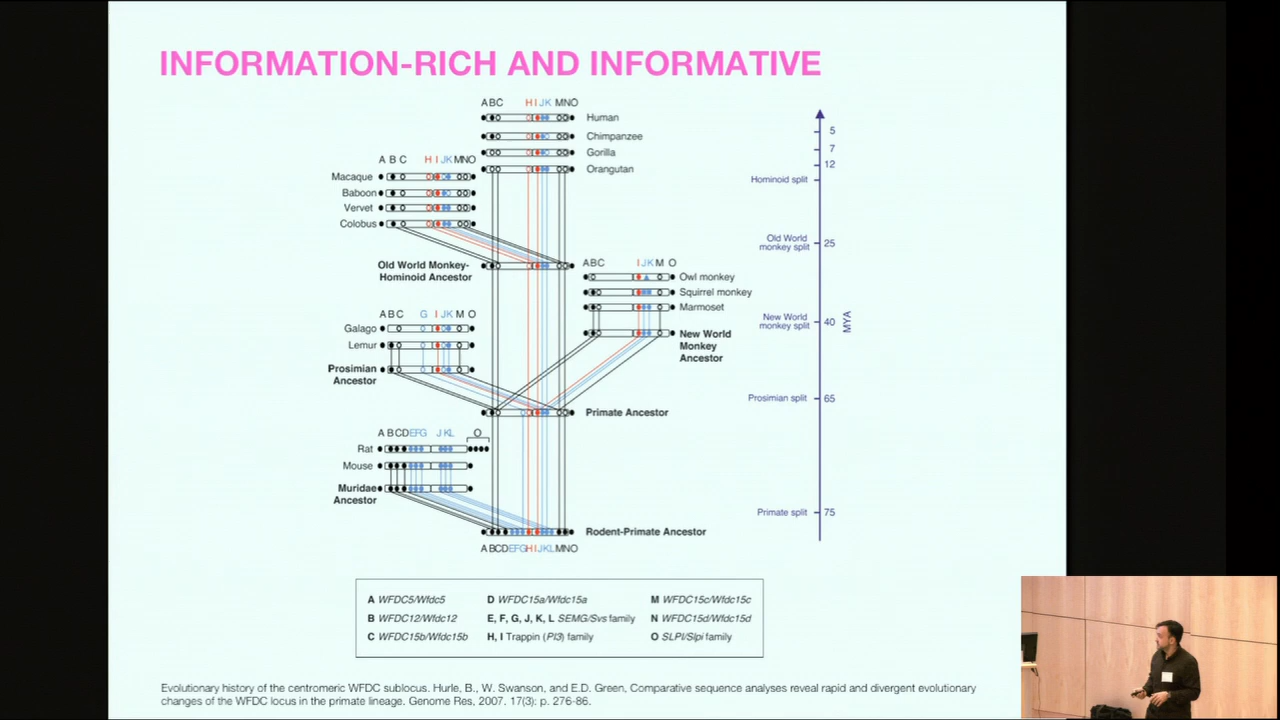 INFORMATION-RICH AND INFORMATIVE
ABC HIJK MNO
Human
Chimpanzee
Gorilla
Orangutan
A B C H I JK MNO
Macaque
Baboon
Vervet
Colobus
Old World Monkey-
Hominoid Ancestor
ABC IJK M O
Owl monkey
Squirrel monkey
Marmoset
New World
Monkey
Ancestor
ABC G I JK M O
Galago
Lemur
Prosimian
Ancestor
Primate Ancestor
A BCDEFG JKL O
Rat
Mouse
Muridae
Ancestor
Rodent-Primate Ancestor
ABCDEFGHIJKLMNO
5
7
12
Hominoid split
Old World
monkey split
25
New World
monkey split
40
MYA
Prosimian split
65
Primate split
75
A WFDC5/Wfdc5
B WFDC12/Wfdc12
C WFDC15b/Wfdc15b
D WFDC15a/Wfdc15a
E, F, G, J, K, L SEMG/Svs family
H, I Trappin (PI3) family
M WFDC15c/Wfdc15c
N WFDC15d/Wfdc15d
O SLPI/Slpi family
Evolutionary history of the centromeric WFDC sublocus. Hurle, B., W. Swanson, and E.D. Green, Comparative sequence analyses reveal rapid and divergent evolutionary
changes of the WFDC locus in the primate lineage. Genome Res, 2007. 17(3): p. 276-86.